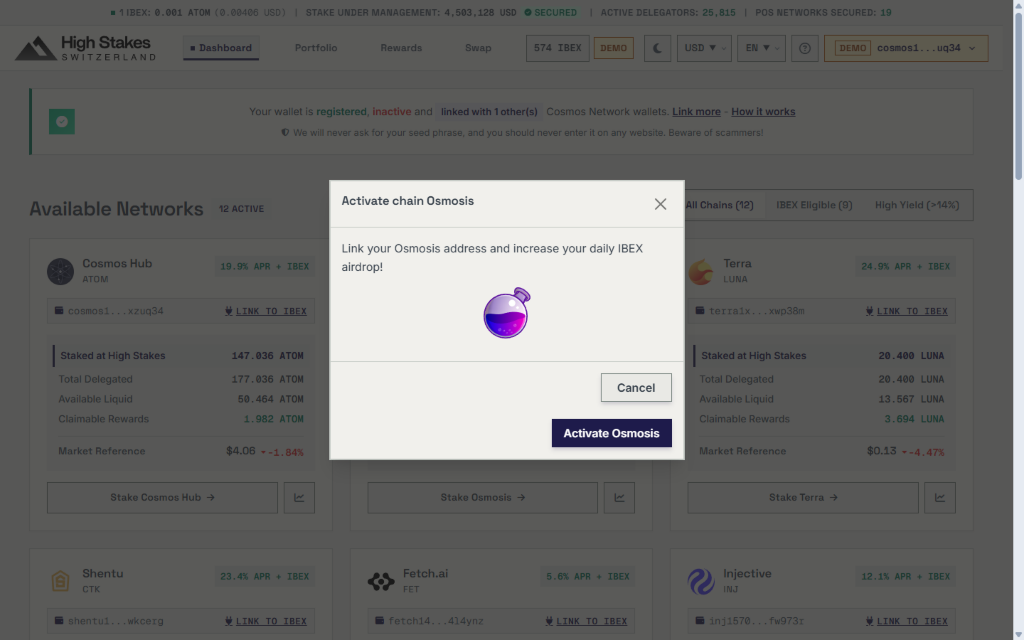 1 IBEX: 0.001 ATOM (0.00406 USD) | STAKE UNDER MANAGEMENT: 4,503,128 USD SECURED | ACTIVE DELEGATORS: 25,815 | POS NETWORKS SECURED: 19
High Stakes
SWITZERLAND
Dashboard
Portfolio
Rewards
Swap
574 IBEX
DEMO
USD
EN
DEMO cosmos1...uq34
Your wallet is registered, inactive and linked with 1 other(s) Cosmos Network wallets. Link more - How it works
We will never ask for your seed phrase, and you should never enter it on any website. Beware of scammers!
Available Networks
12 ACTIVE
All Chains (12)
IBEX Eligible (9)
High Yield (>14%)
Activate chain Osmosis
Link your Osmosis address and increase your daily IBEX
airdrop!
Cancel
Activate Osmosis
Cosmos Hub
ATOM
19.9% APR + IBEX
cosmos1...xzuq34
LINK TO IBEX
Staked at High Stakes 147.036 ATOM
Total Delegated 177.036 ATOM
Available Liquid 50.464 ATOM
Claimable Rewards 1.982 ATOM
Market Reference $4.06 -1.84%
Stake Cosmos Hub →
Stake Osmosis →
Terra
LUNA
24.9% APR + IBEX
terra1x...xwp38m
LINK TO IBEX
Staked at High Stakes 20.400 LUNA
Total Delegated 20.400 LUNA
Available Liquid 13.567 LUNA
Claimable Rewards 3.694 LUNA
Market Reference $0.13 -4.47%
Stake Terra →
Shentu
CTK
23.4% APR + IBEX
shentu1...wkcerg
LINK TO IBEX
Fetch.ai
FET
5.6% APR + IBEX
fetch14...4l4ynz
LINK TO IBEX
Injective
INJ
12.1% APR + IBEX
inj1570...fw973r
LINK TO IBEX